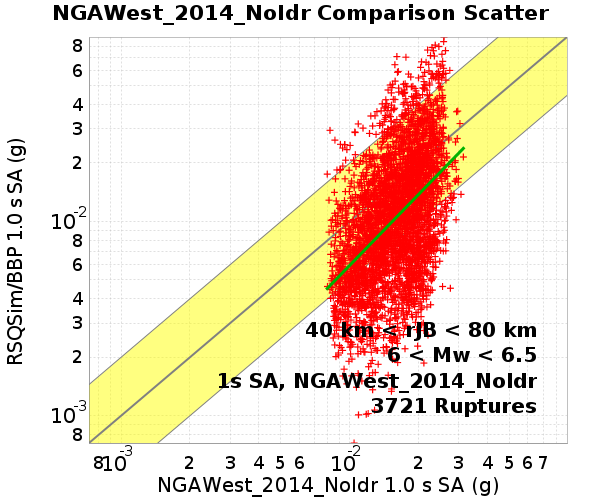 NGAWest_2014_NoIdr Comparison Scatter
8
6
4
3
2
10-2
8
6
4
3
2
10-3
8
RSQSim/BBP 1.0 s SA (g)
40 km < rJB < 80 km
6 < Mw < 6.5
1s SA, NGAWest_2014_NoIdr
3721 Ruptures
8 10-3 2 3 4 5 6 10-2 2 3 4 5 6 7
NGAWest_2014_NoIdr 1.0 s SA (g)